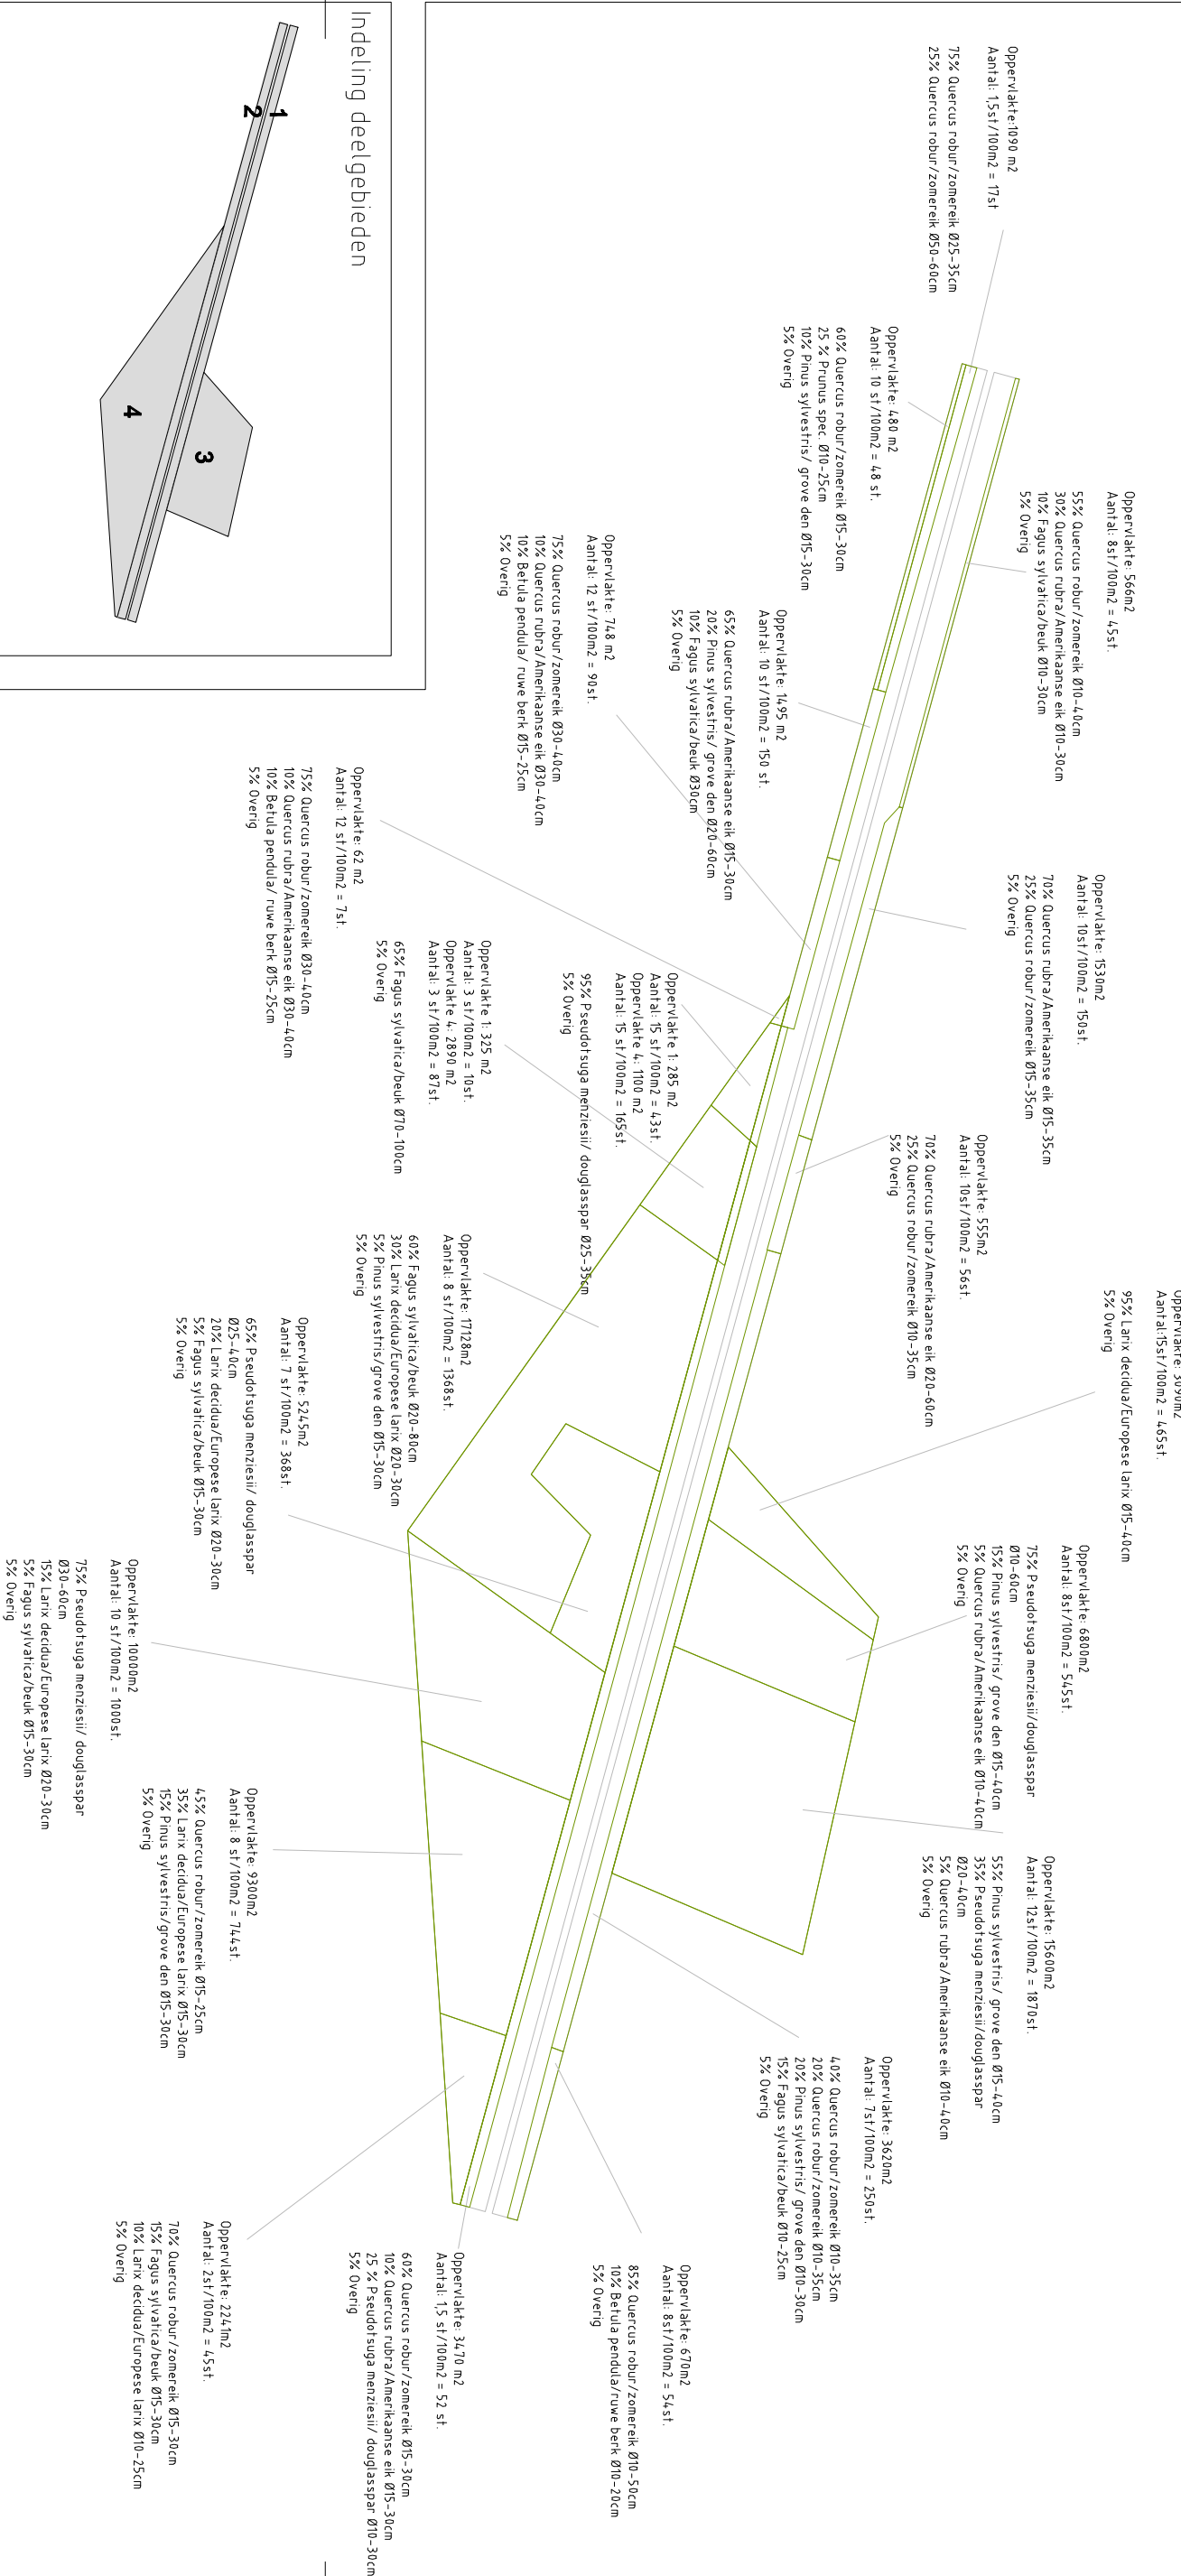 Indeling deelgebieden
1
2
3
4
Oppervlakte:1090 m2
Aantal: 1,5st/100m2 = 17st
75% Quercus robur/zomereik Ø25-35cm
25% Quercus robur/zomereik Ø50-60cm
Oppervlakte: 480 m2
Aantal: 10 st/100m2 = 48 st.
60% Quercus robur/zomereik Ø15-30cm
25 % Prunus spec. Ø10-25cm
10% Pinus sylvestris/ grove den Ø15-30cm
5% Overig
Oppervlakte: 566m2
Aantal: 8st/100m2 = 45st.
55% Quercus robur/zomereik Ø10-40cm
30% Quercus rubra/Amerikaanse eik Ø10-30cm
10% Fagus sylvatica/beuk Ø10-30cm
5% Overig
Oppervlakte: 748 m2
Aantal: 12 st/100m2 = 90st.
75% Quercus robur/zomereik Ø30-40cm
10% Quercus rubra/Amerikaanse eik Ø30-40cm
10% Betula pendula/ ruwe berk Ø15-25cm
5% Overig
Oppervlakte: 1495 m2
Aantal: 10 st/100m2 = 150 st.
65% Quercus rubra/Amerikaanse eik Ø15-30cm
20% Pinus sylvestris/ grove den Ø20-60cm
10% Fagus sylvatica/beuk Ø30cm
5% Overig
Oppervlakte: 62 m2
Aantal: 12 st/100m2 = 7st.
75% Quercus robur/zomereik Ø30-40cm
10% Quercus rubra/Amerikaanse eik Ø30-40cm
10% Betula pendula/ ruwe berk Ø15-25cm
5% Overig
Oppervlakte: 1530m2
Aantal: 10st/100m2 = 150st.
70% Quercus rubra/Amerikaanse eik Ø15-35cm
25% Quercus robur/zomereik Ø15-35cm
5% Overig
Oppervlakte 1: 325 m2
Aantal: 3 st/100m2 = 10st.
Oppervlakte 4: 2890 m2
Aantal: 3 st/100m2 = 87st.
65% Fagus sylvatica/beuk Ø70-100cm
5% Overig
Oppervlakte 1: 285 m2
Aantal: 15 st/100m2 = 43st.
Oppervlakte 4: 1100 m2
Aantal: 15 st/100m2 = 165st.
95% Pseudotsuga menziesii/ douglasspar Ø25-35cm
5% Overig
Oppervlakte: 555m2
Aantal: 10st/100m2 = 56st.
70% Quercus rubra/Amerikaanse eik Ø20-60cm
25% Quercus robur/zomereik Ø10-35cm
5% Overig
Oppervlakte: 17128m2
Aantal: 8 st/100m2 = 1368st.
60% Fagus sylvatica/beuk Ø20-80cm
30% Larix decidua/Europese larix Ø20-30cm
5% Pinus sylvestris/grove den Ø15-30cm
5% Overig
Oppervlakte: 3090m2
Aantal:15st/100m2 = 465st.
95% Larix decidua/Europese larix Ø15-40cm
5% Overig
Oppervlakte: 5245m2
Aantal: 7 st/100m2 = 368st.
65% Pseudotsuga menziesii/ douglasspar
Ø25-40cm
20% Larix decidua/Europese larix Ø20-30cm
5% Fagus sylvatica/beuk Ø15-30cm
5% Overig
Oppervlakte: 6800m2
Aantal: 8st/100m2 = 545st.
75% Pseudotsuga menziesii/douglasspar
Ø10-60cm
15% Pinus sylvestris/ grove den Ø15-40cm
5% Quercus rubra/Amerikaanse eik Ø10-40cm
5% Overig
Oppervlakte: 10000m2
Aantal: 10 st/100m2 = 1000st.
75% Pseudotsuga menziesii/ douglasspar
Ø30-60cm
15% Larix decidua/Europese larix Ø20-30cm
5% Fagus sylvatica/beuk Ø15-30cm
5% Overig
Oppervlakte: 9300m2
Aantal: 8 st/100m2 = 744st.
45% Quercus robur/zomereik Ø15-25cm
35% Larix decidua/Europese larix Ø15-30cm
15% Pinus sylvestris/grove den Ø15-30cm
5% Overig
Oppervlakte: 15600m2
Aantal: 12st/100m2 = 1870st.
55% Pinus sylvestris/ grove den Ø15-40cm
35% Pseudotsuga menziesii/douglasspar
Ø20-40cm
5% Quercus rubra/Amerikaanse eik Ø10-40cm
5% Overig
Oppervlakte: 3620m2
Aantal: 7st/100m2 = 250st.
40% Quercus robur/zomereik Ø10-35cm
20% Quercus robur/zomereik Ø10-35cm
20% Pinus sylvestris/ grove den Ø10-30cm
15% Fagus sylvatica/beuk Ø10-25cm
5% Overig
Oppervlakte: 2241m2
Aantal: 2st/100m2 = 45st.
70% Quercus robur/zomereik Ø15-30cm
15% Fagus sylvatica/beuk Ø15-30cm
10% Larix decidua/Europese larix Ø10-25cm
5% Overig
Oppervlakte: 3470 m2
Aantal: 1,5 st/100m2 = 52 st.
60% Quercus robur/zomereik Ø15-30cm
10% Quercus rubra/Amerikaanse eik Ø15-30cm
25 % Pseudotsuga menziesii/ douglasspar Ø10-30cm
5% Overig
Oppervlakte: 670m2
Aantal: 8st/100m2 = 54st.
85% Quercus robur/zomereik Ø10-50cm
10% Betula pendula/ruwe berk Ø10-20cm
5% Overig